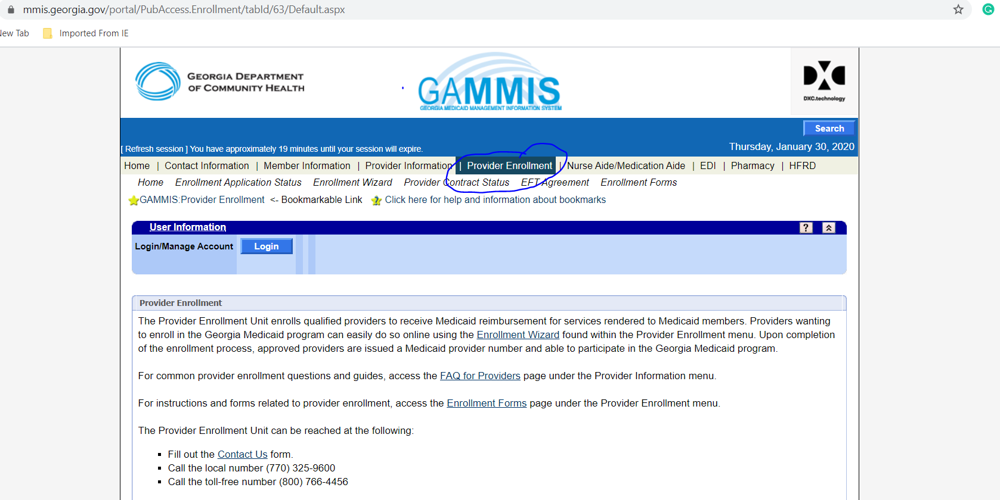 mmis.georgia.gov/portal/PubAccess.Enrollment/tabId/63/Default.aspx
New Tab Imported From IE
GEORGIA DEPARTMENT
OF COMMUNITY HEALTH
GAMMIS
GEORGIA MEDICAID MANAGEMENT INFORMATION SYSTEM
DXC.technology
Search
[ Refresh session ] You have approximately 19 minutes until your session will expire.
Thursday, January 30, 2020
Home | Contact Information | Member Information | Provider Information | Provider Enrollment | Nurse Aide/Medication Aide | EDI | Pharmacy | HFRD
Home Enrollment Application Status Enrollment Wizard Provider Contract Status EFT Agreement Enrollment Forms
GAMMIS:Provider Enrollment <- Bookmarkable Link ? Click here for help and information about bookmarks
User Information ?
Login/Manage Account Login
Provider Enrollment
The Provider Enrollment Unit enrolls qualified providers to receive Medicaid reimbursement for services rendered to Medicaid members. Providers wanting
to enroll in the Georgia Medicaid program can easily do so online using the Enrollment Wizard found within the Provider Enrollment menu. Upon completion
of the enrollment process, approved providers are issued a Medicaid provider number and able to participate in the Georgia Medicaid program.
For common provider enrollment questions and guides, access the FAQ for Providers page under the Provider Information menu.
For instructions and forms related to provider enrollment, access the Enrollment Forms page under the Provider Enrollment menu.
The Provider Enrollment Unit can be reached at the following:
▪ Fill out the Contact Us form.
▪ Call the local number (770) 325-9600
▪ Call the toll-free number (800) 766-4456